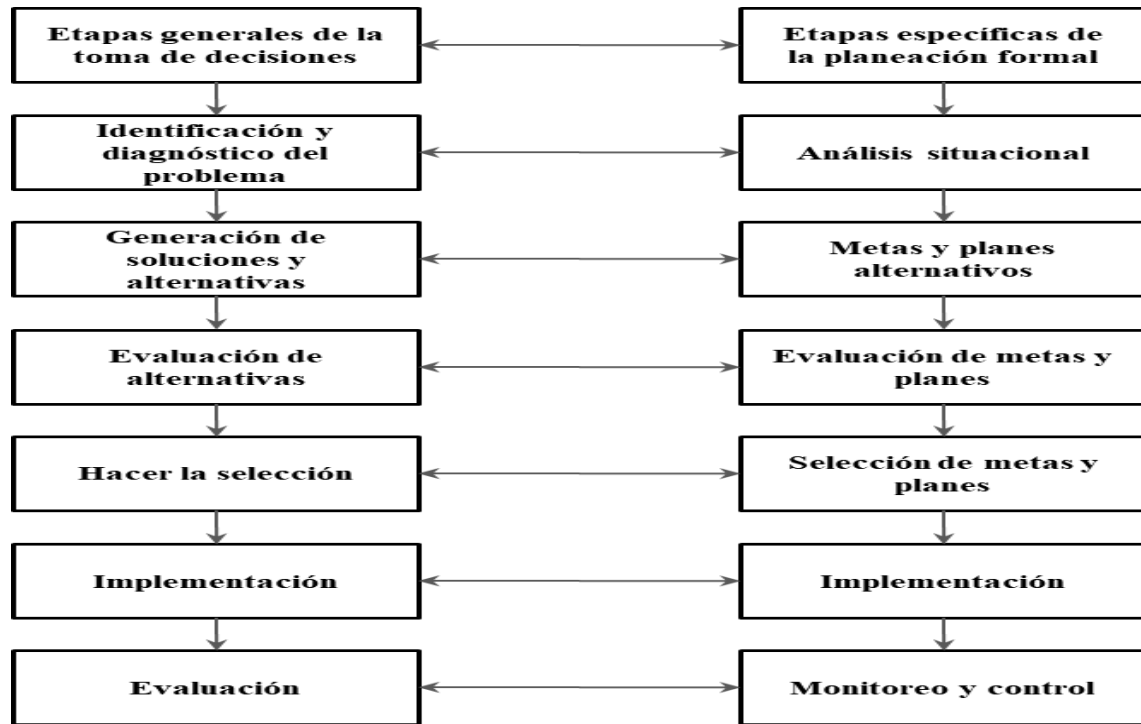 Etapas generales de la
toma de decisiones
Etapas específicas de
la planeación formal
Identificación y
diagnóstico del
problema
Análisis situacional
Generación de
soluciones y
alternativas
Metas y planes
alternativos
Evaluación de
alternativas
Evaluación de metas y
planes
Hacer la selección
Selección de metas y
planes
Implementación
Implementación
Evaluación
Monitoreo y control